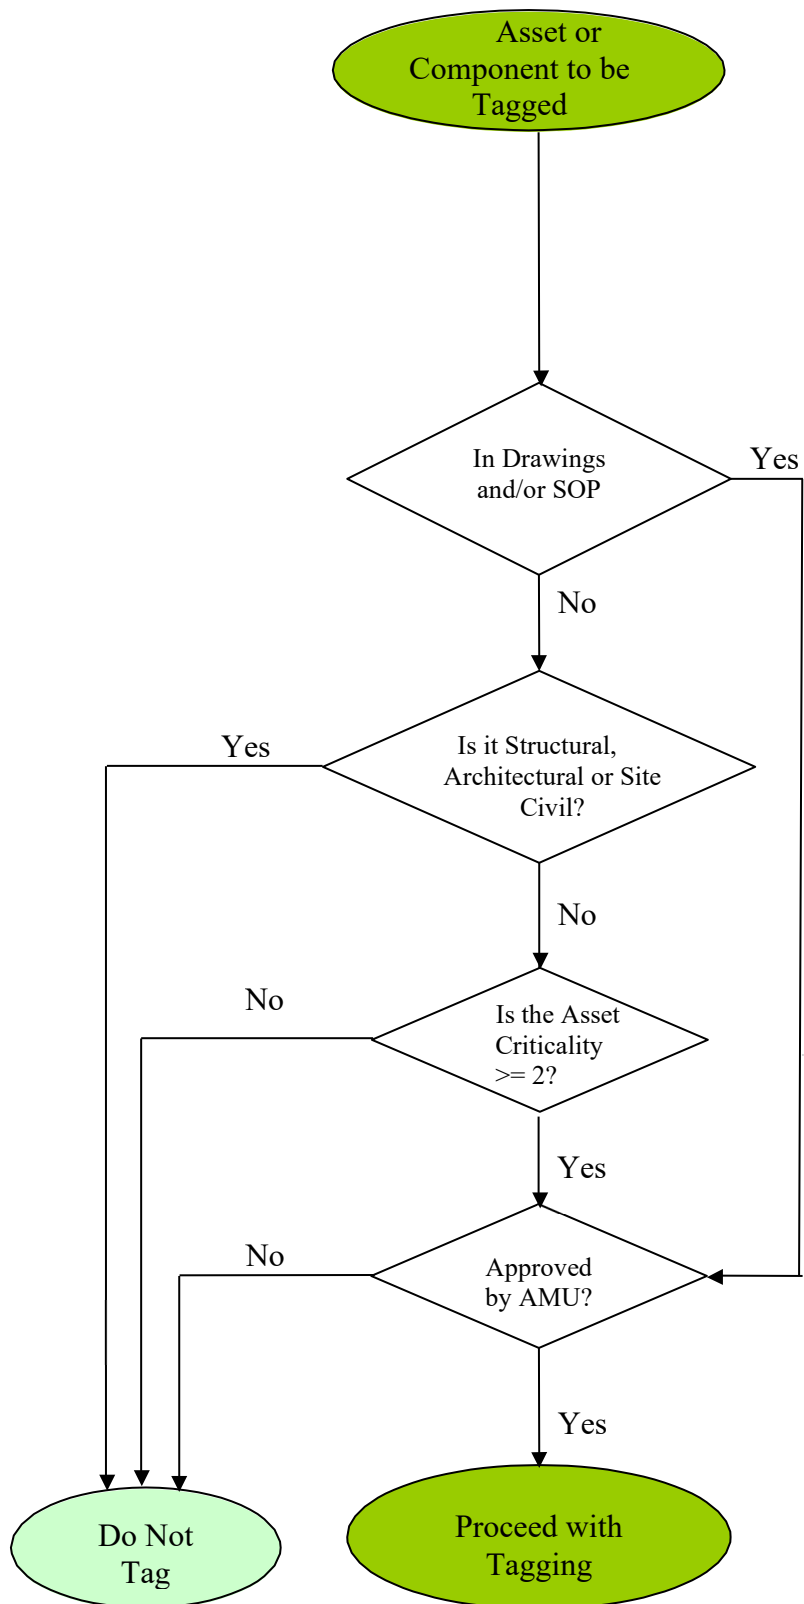 Asset or
Component to be
Tagged
In Drawings
and/or SOP
Yes
No
Yes
Is it Structural,
Architectural or Site
Civil?
No
No
Is the Asset
Criticality
>= 2?
Yes
No
Approved
by AMU?
Yes
Do Not
Tag
Proceed with
Tagging